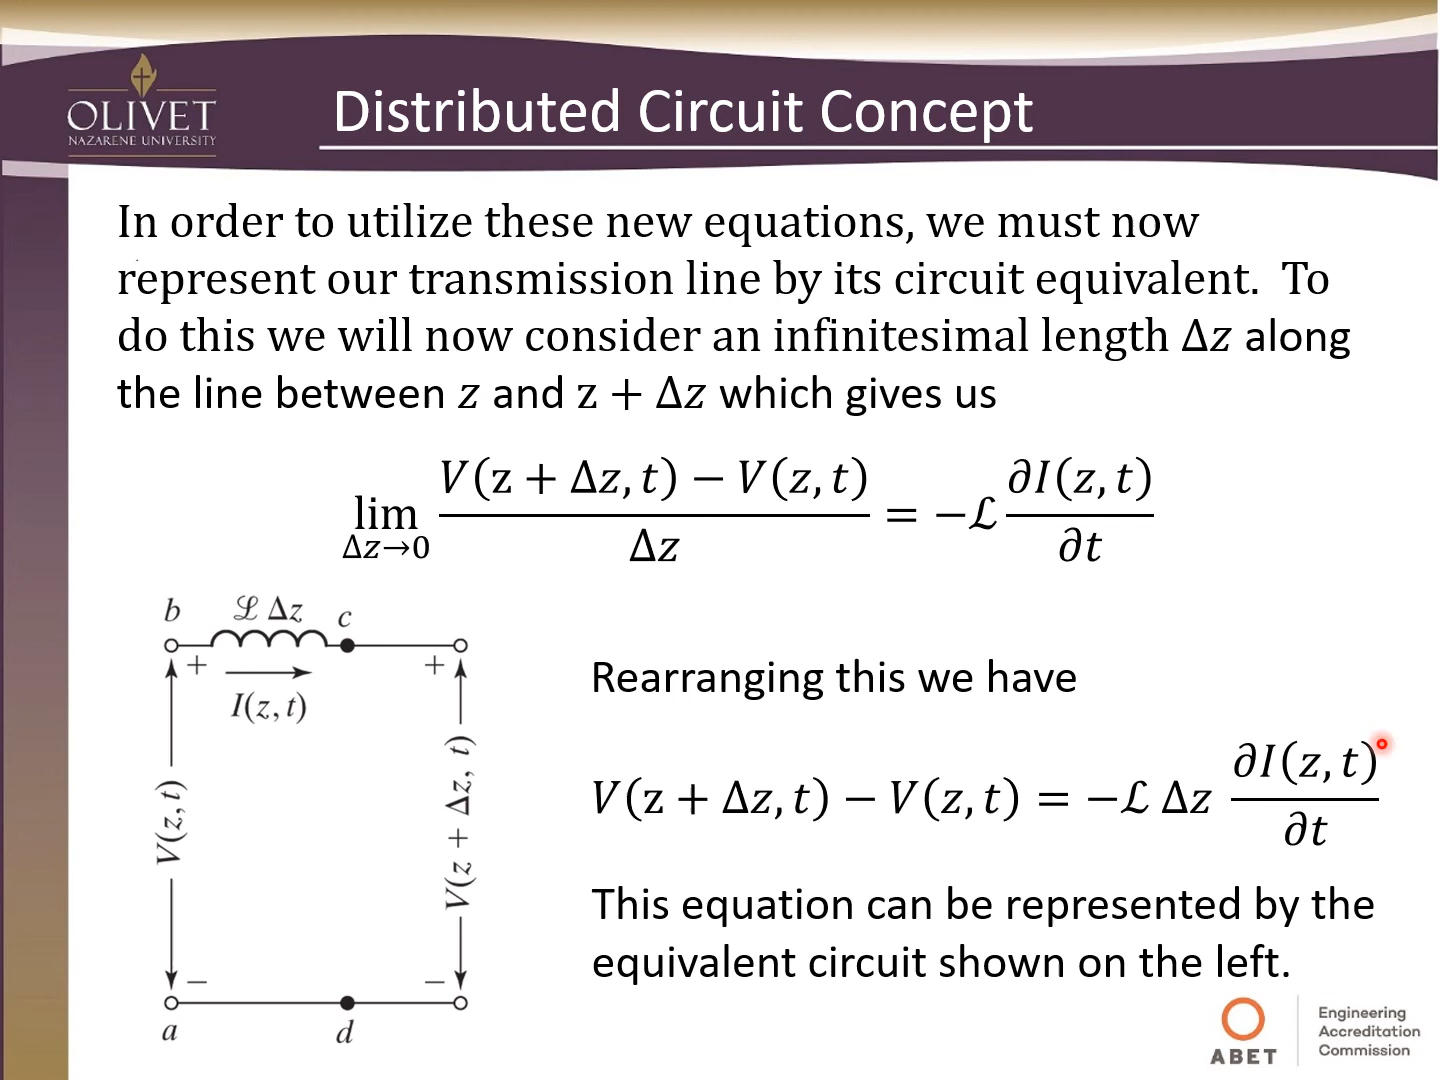 OLIVET
NAZARENE UNIVERSITY
Distributed Circuit Concept
In order to utilize these new equations, we must now
represent our transmission line by its circuit equivalent.  To
do this we will now consider an infinitesimal length Δz along
the line between z and z + Δz which gives us
lim Δz→0 (V(z + Δz, t) − V(z, t)) / Δz = −ℒ ∂I(z, t) / ∂t
b ℒ Δz c
+ +
I(z, t)
V(z, t)
V(z + Δz, t)
− −
a d
Rearranging this we have
V(z + Δz, t) − V(z, t) = −ℒ Δz ∂I(z, t) / ∂t
This equation can be represented by the
equivalent circuit shown on the left.
ABET
Engineering
Accreditation
Commission